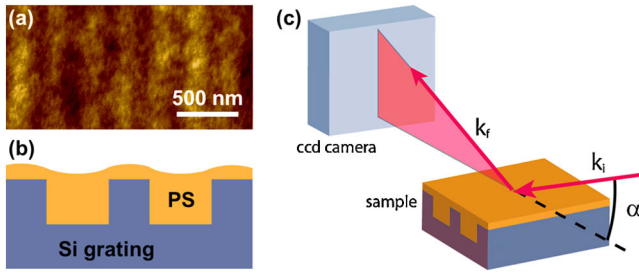 (a)
500 nm
(b)
PS
Si grating
(c)
ccd camera
k_f
k_i
sample
α